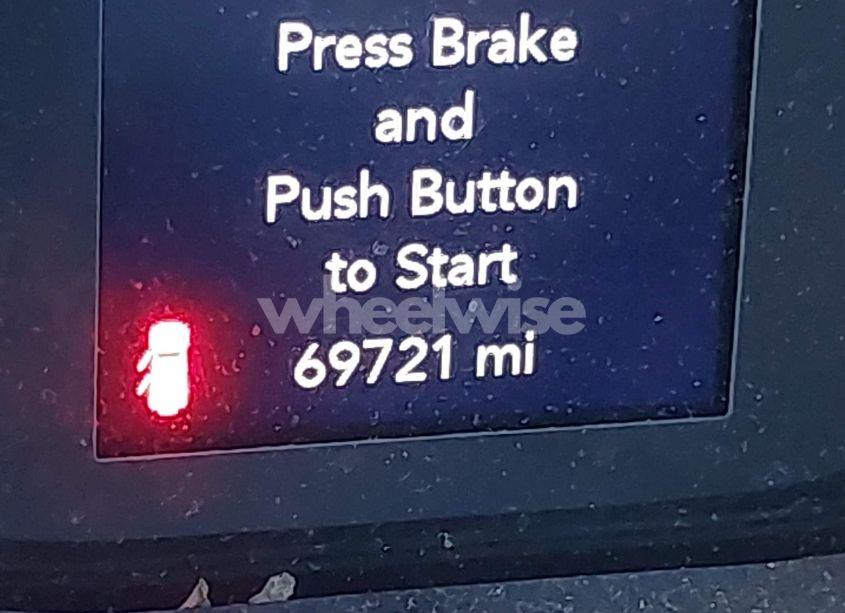 Press Brake
and
Push Button
to Start
wheelwise
69721 mi